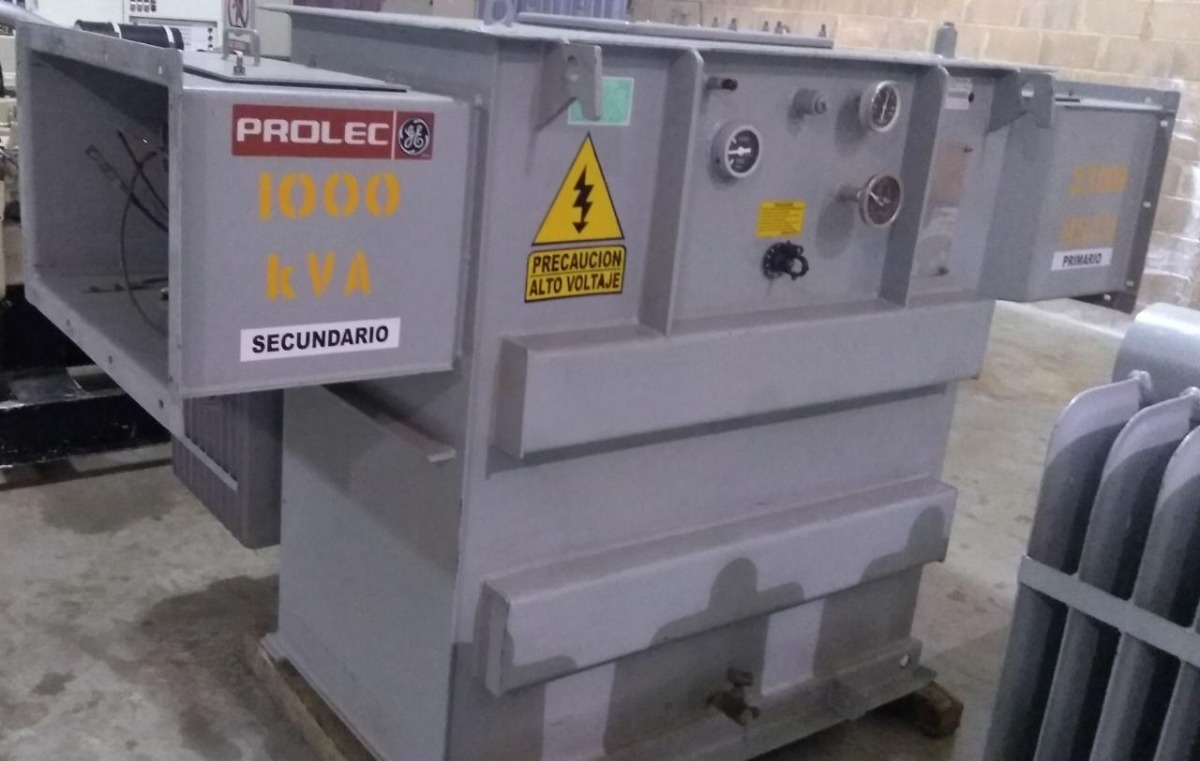 PROLEC
1000
kVA
SECUNDARIO
PRECAUCION
ALTO VOLTAJE
PRIMARIO